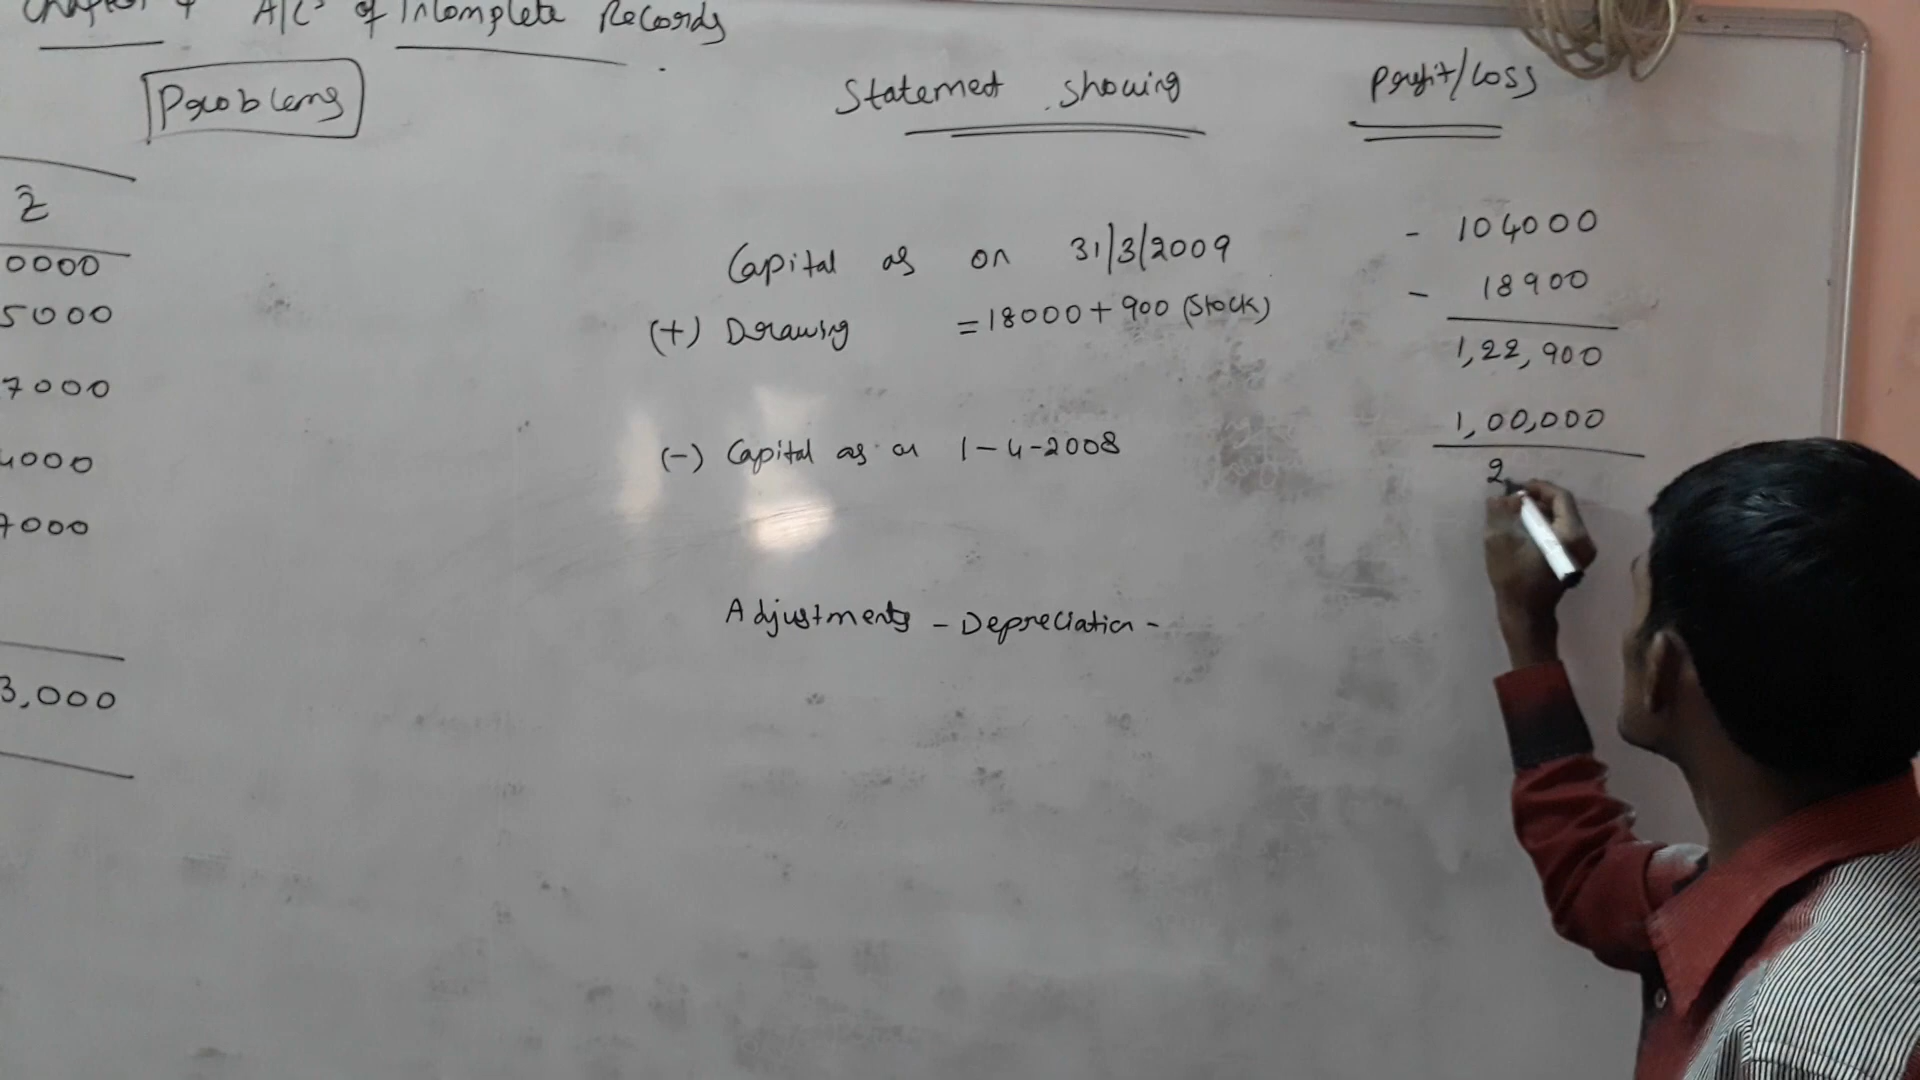 Chapter 4 A/Cs of Incomplete Records
Problems
Statement showing Profit/Loss
Z
0000
5000
7000
4000
7000
3,000
Capital as on 31/3/2009 - 104000
(+) Drawing = 18000 + 900 (Stock) - 18900
1,22,900
(-) Capital as on 1-4-2008 1,00,000
2
Adjustments - Depreciation -